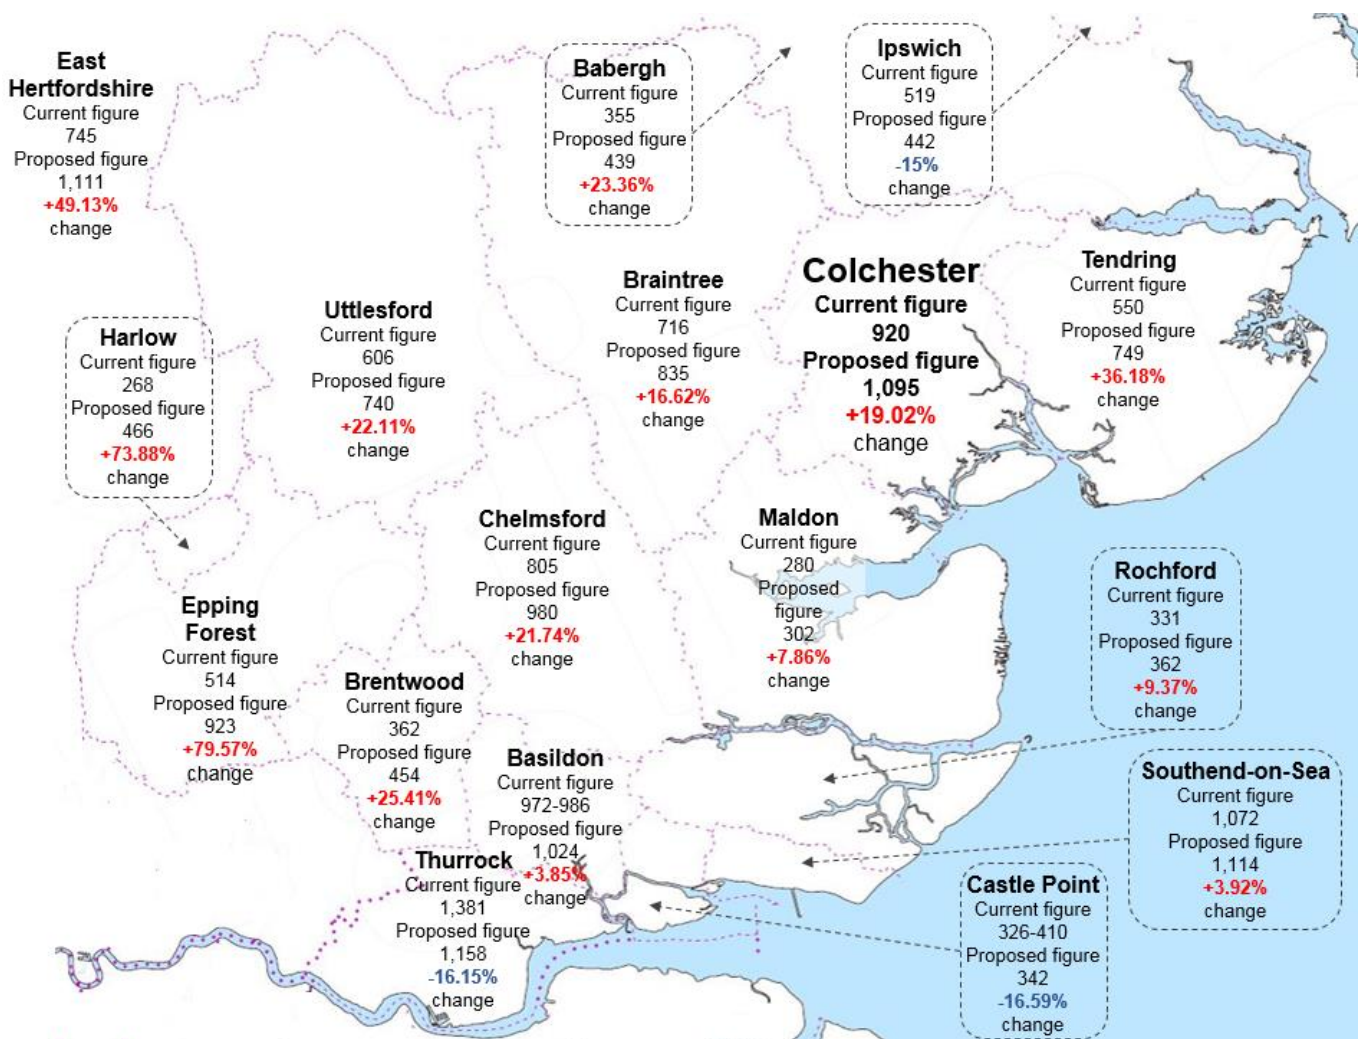 East
Hertfordshire
Current figure
745
Proposed figure
1,111
+49.13%
change
Babergh
Current figure
355
Proposed figure
439
+23.36%
change
Ipswich
Current figure
519
Proposed figure
442
-15%
change
Harlow
Current figure
268
Proposed figure
466
+73.88%
change
Uttlesford
Current figure
606
Proposed figure
740
+22.11%
change
Braintree
Current figure
716
Proposed figure
835
+16.62%
change
Colchester
Current figure
920
Proposed figure
1,095
+19.02%
change
Tendring
Current figure
550
Proposed figure
749
+36.18%
change
Epping
Forest
Current figure
514
Proposed figure
923
+79.57%
change
Brentwood
Current figure
362
Proposed figure
454
+25.41%
change
Chelmsford
Current figure
805
Proposed figure
980
+21.74%
change
Maldon
Current figure
280
Proposed
figure
302
+7.86%
change
Rochford
Current figure
331
Proposed figure
362
+9.37%
change
Basildon
Current figure
972-986
Proposed figure
1,024
+3.85%
change
Thurrock
Current figure
1,381
Proposed figure
1,158
-16.15%
change
Southend-on-Sea
Current figure
1,072
Proposed figure
1,114
+3.92%
change
Castle Point
Current figure
326-410
Proposed figure
342
-16.59%
change